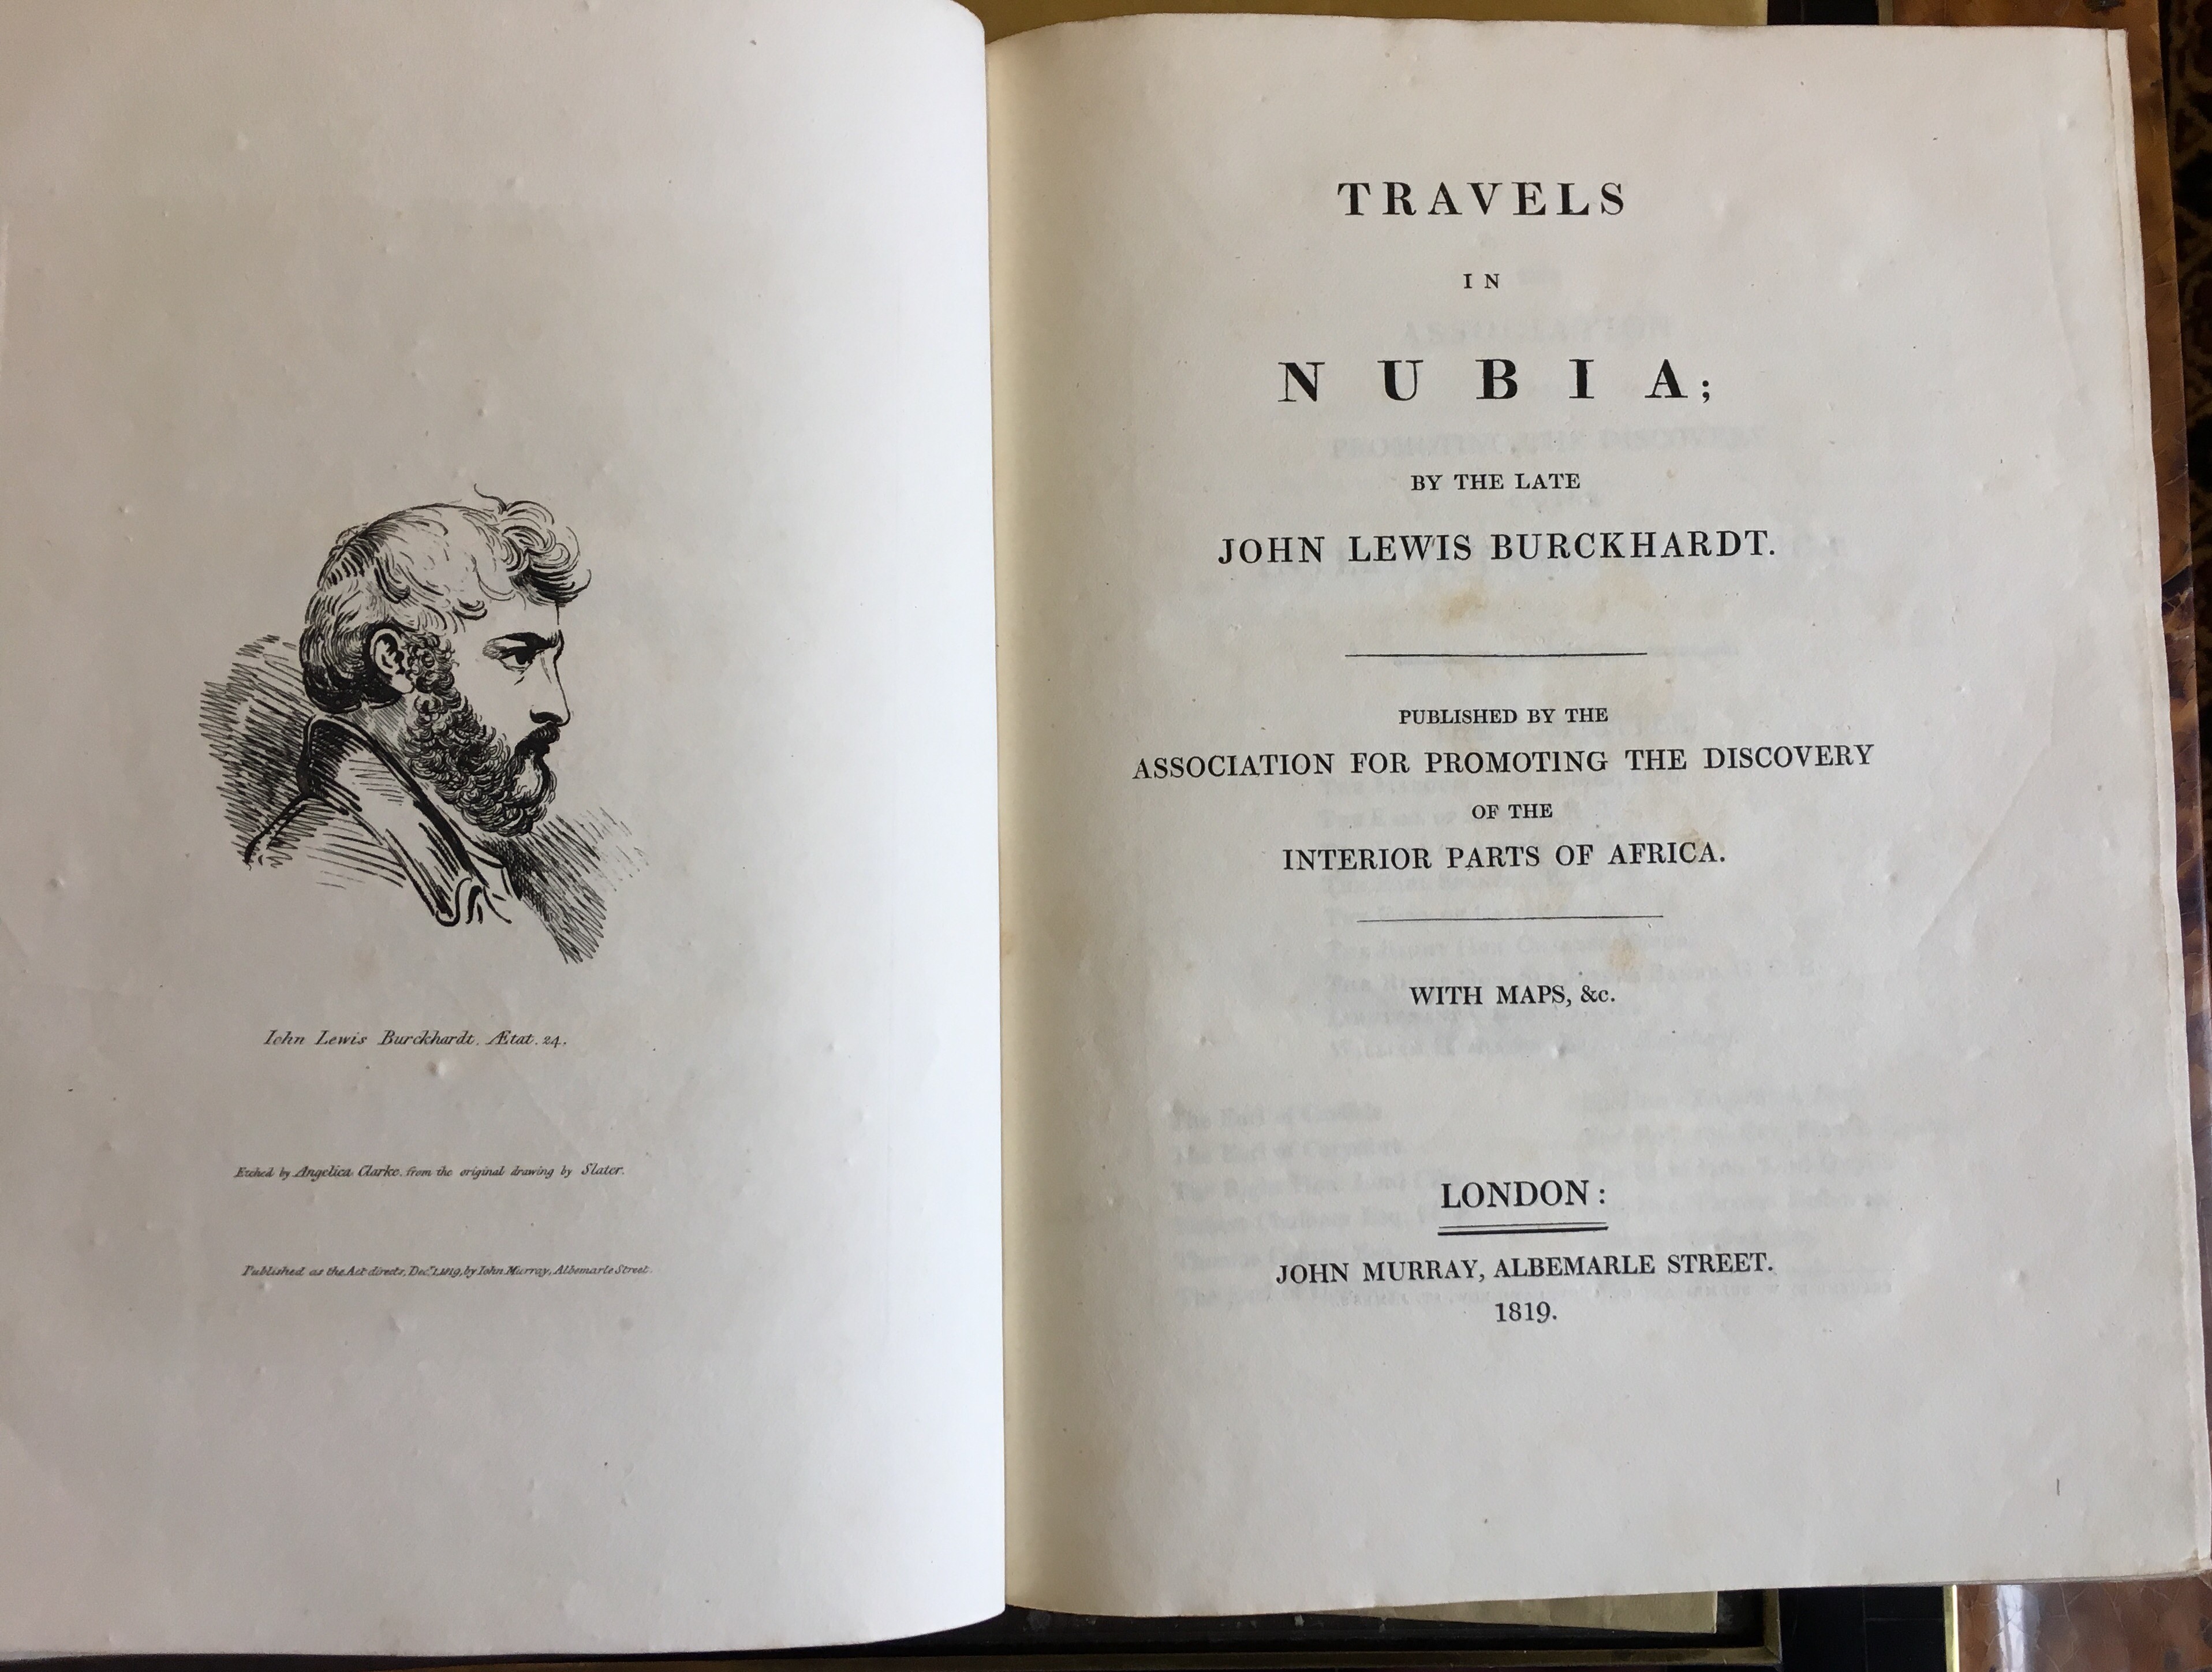 John Lewis Burckhardt. Ætat. 24.
Etched by Angelica Clarke, from the original drawing by Slater.
Published as the Act directs, Decr. 1, 1819, by John Murray, Albemarle Street.
TRAVELS
IN
NUBIA;
BY THE LATE
JOHN LEWIS BURCKHARDT.
PUBLISHED BY THE
ASSOCIATION FOR PROMOTING THE DISCOVERY
OF THE
INTERIOR PARTS OF AFRICA.
WITH MAPS, &c.
LONDON:
JOHN MURRAY, ALBEMARLE STREET.
1819.